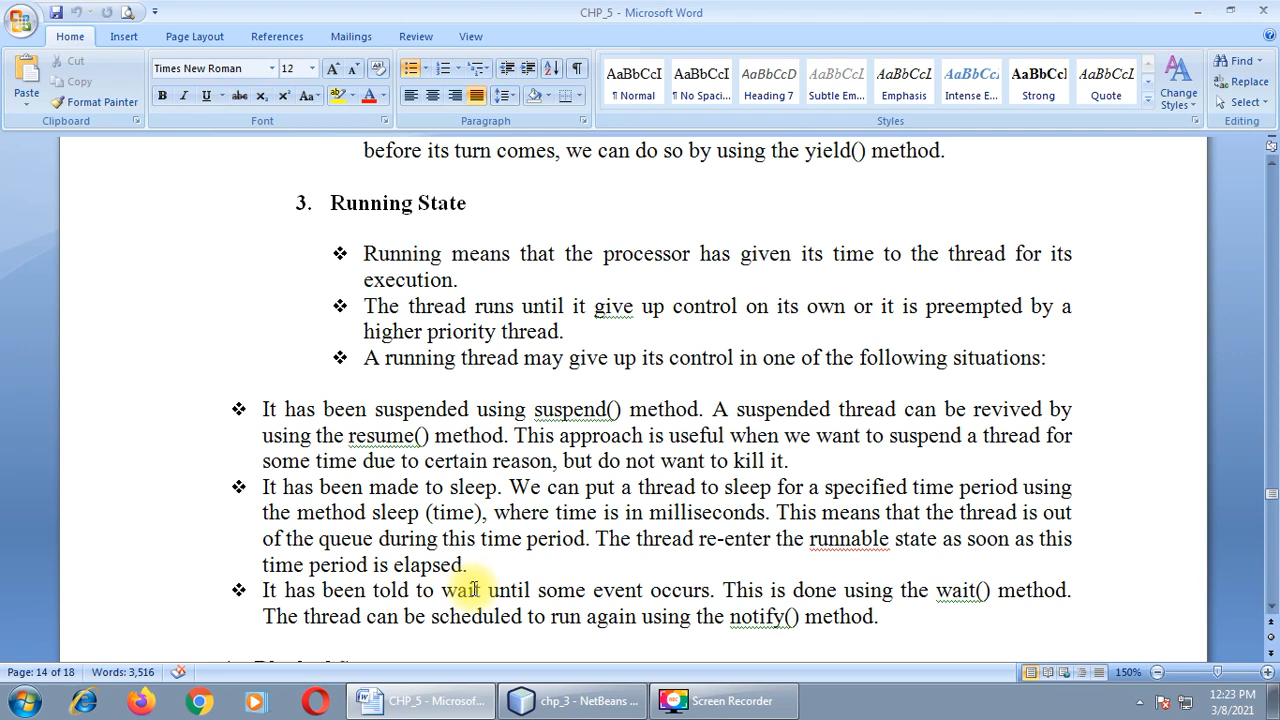 CHP_5 - Microsoft Word
Home Insert Page Layout References Mailings Review View
Paste Cut Copy Format Painter
Times New Roman 12
AaBbCcI AaBbCcI AaBbCcD AaBbCcI AaBbCcI AaBbCcI AaBbCcI AaBbCcI
¶ Normal ¶ No Spaci... Heading 7 Subtle Em... Emphasis Intense E... Strong Quote
Change Styles
Find Replace Select
Clipboard Font Paragraph Styles Editing
before its turn comes, we can do so by using the yield() method.
3. Running State
❖ Running means that the processor has given its time to the thread for its
execution.
❖ The thread runs until it give up control on its own or it is preempted by a
higher priority thread.
❖ A running thread may give up its control in one of the following situations:
❖ It has been suspended using suspend() method. A suspended thread can be revived by
using the resume() method. This approach is useful when we want to suspend a thread for
some time due to certain reason, but do not want to kill it.
❖ It has been made to sleep. We can put a thread to sleep for a specified time period using
the method sleep (time), where time is in milliseconds. This means that the thread is out
of the queue during this time period. The thread re-enter the runnable state as soon as this
time period is elapsed.
❖ It has been told to wait until some event occurs. This is done using the wait() method.
The thread can be scheduled to run again using the notify() method.
Page: 14 of 18 Words: 3,516 150%
CHP_5 - Microsof... chp_3 - NetBeans ... Screen Recorder
12:23 PM
3/8/2021